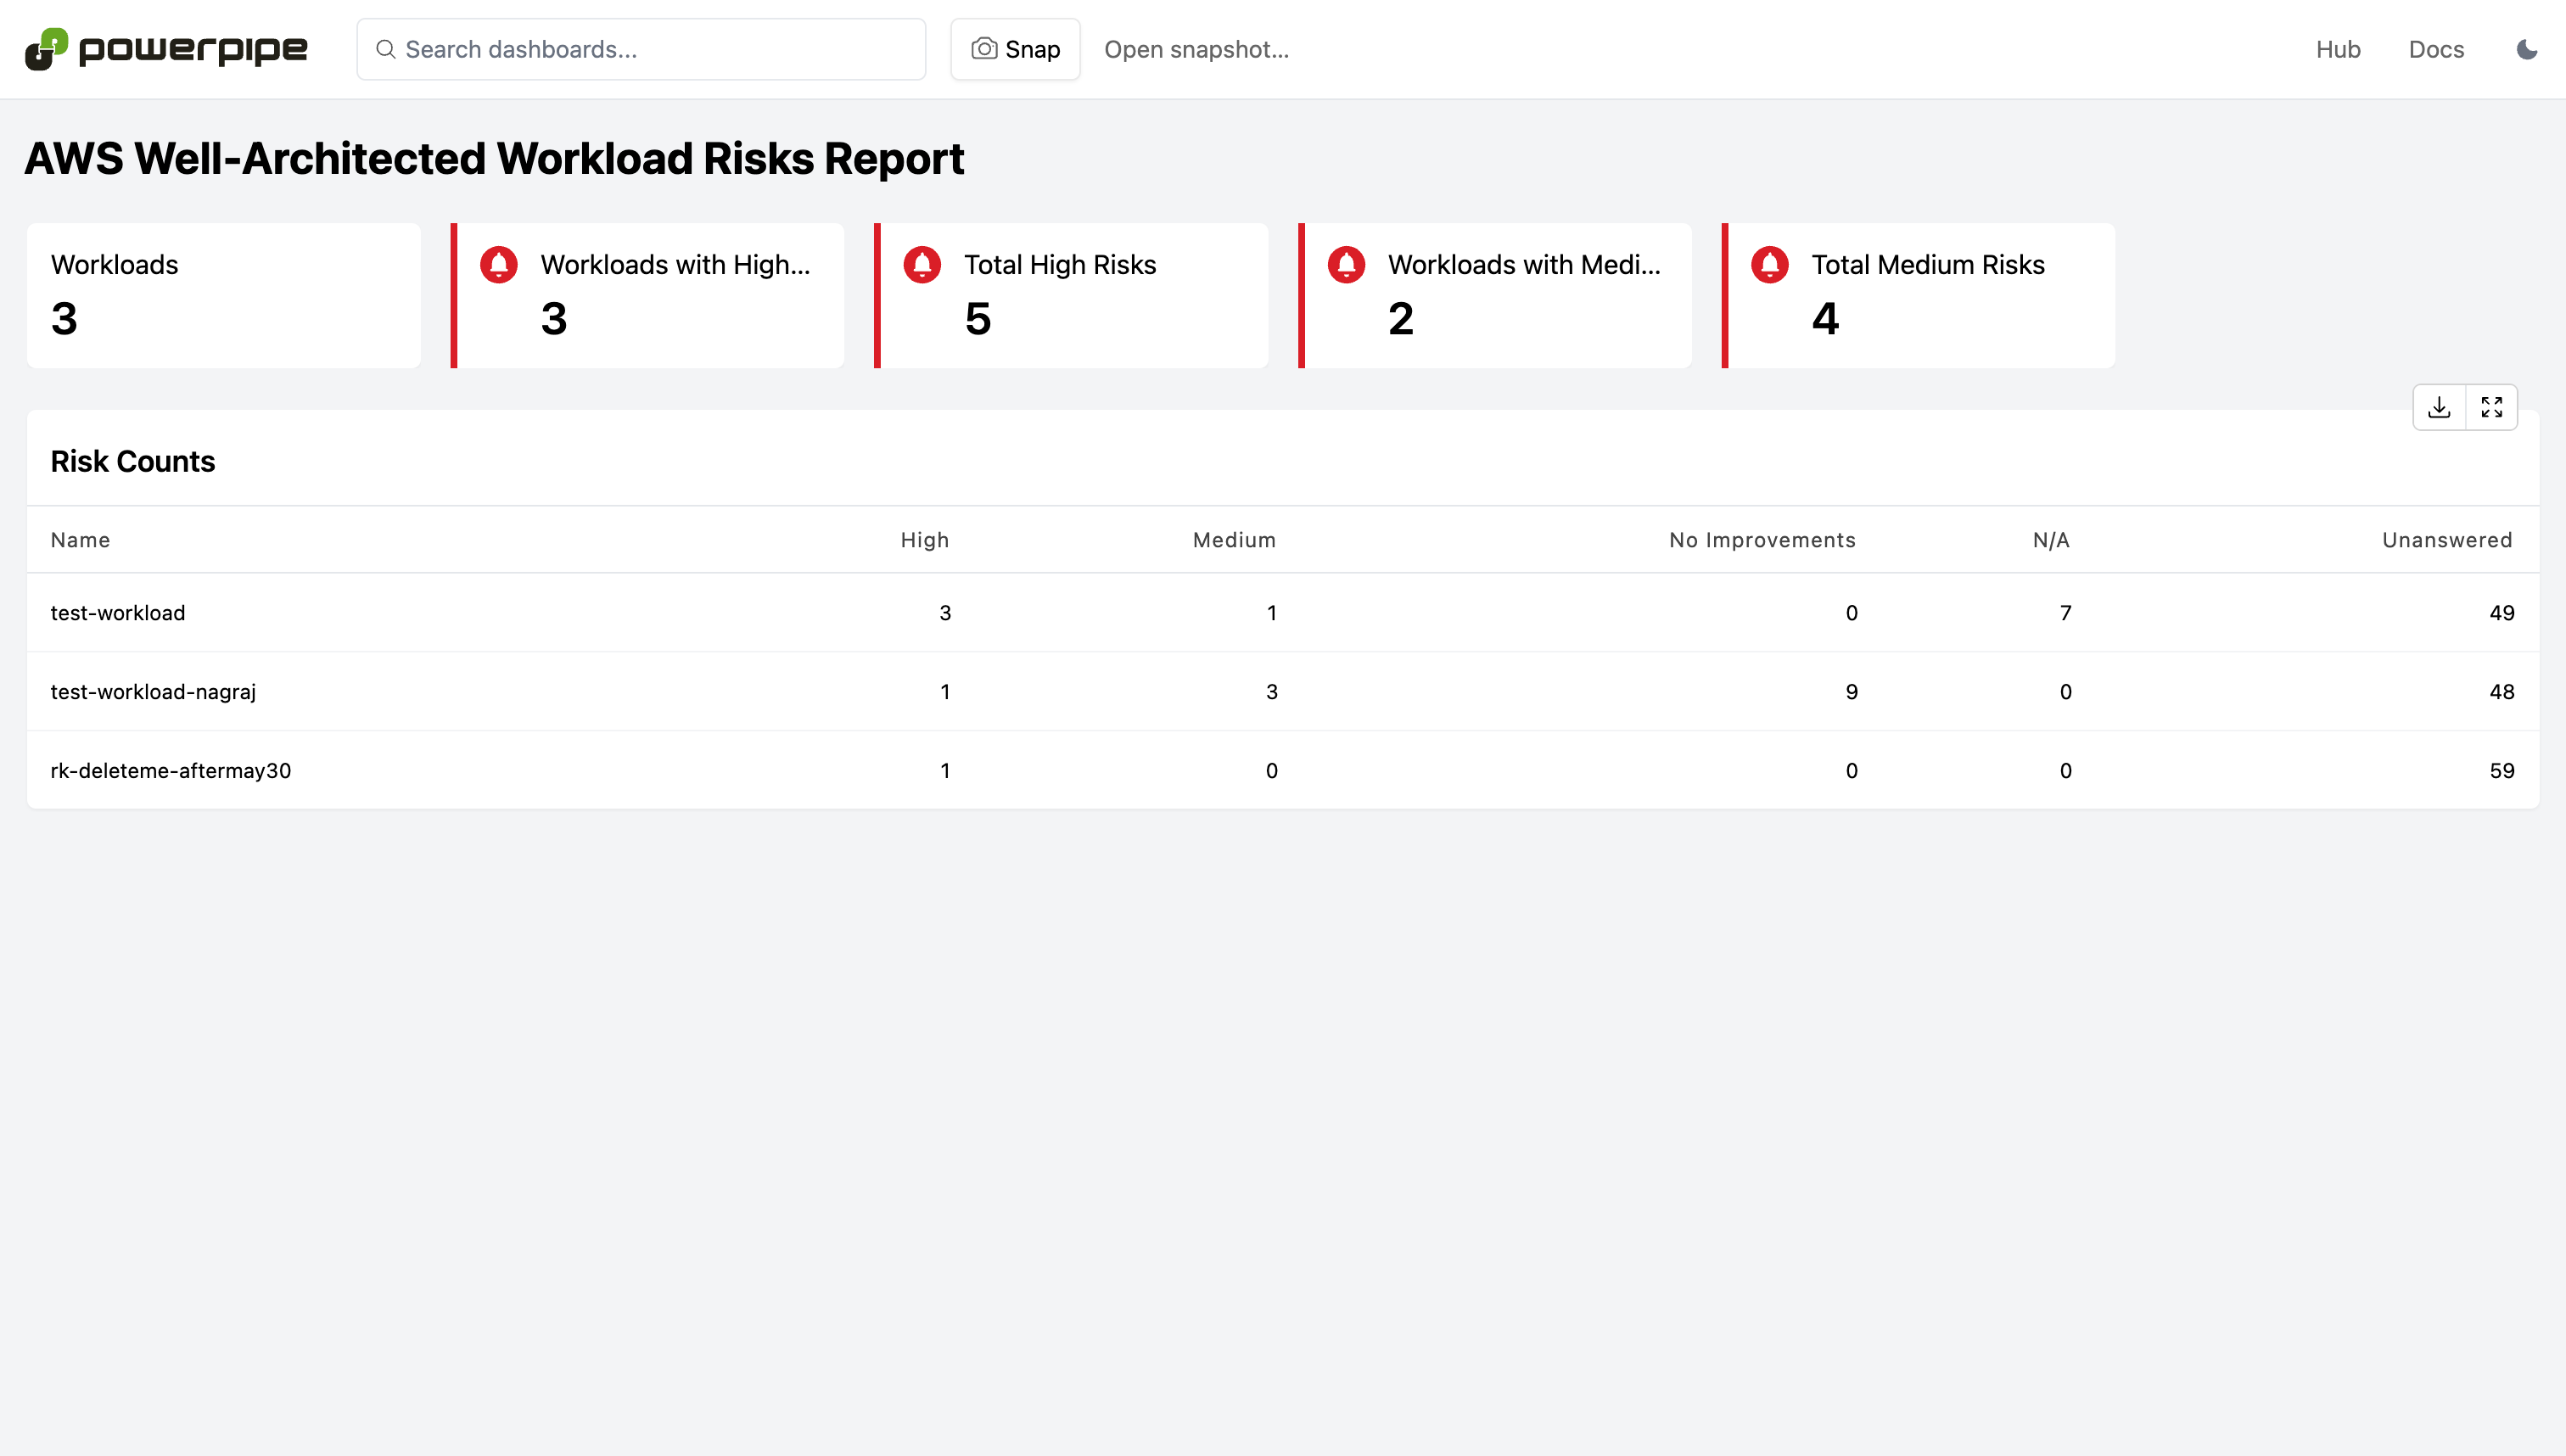 powerpipe Search dashboards... Snap Open snapshot... Hub Docs
AWS Well-Architected Workload Risks Report
Workloads Workloads with High... Total High Risks Workloads with Medi... Total Medium Risks
3 3 5 2 4
Risk Counts
Name High Medium No Improvements N/A Unanswered
test-workload 3 1 0 7 49
test-workload-nagraj 1 3 9 0 48
rk-deleteme-aftermay30 1 0 0 0 59